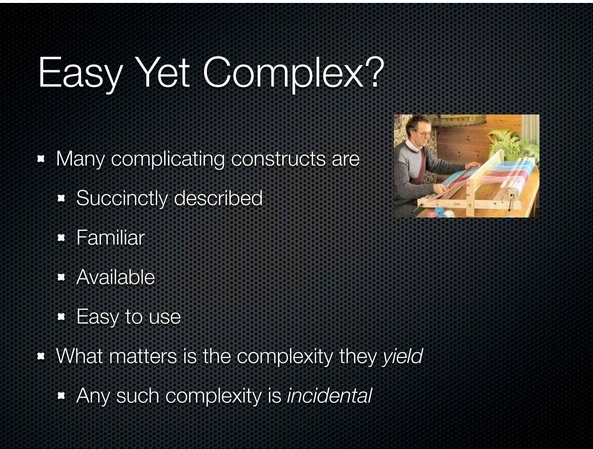 Easy Yet Complex?
Many complicating constructs are
Succinctly described
Familiar
Available
Easy to use
What matters is the complexity they yield
Any such complexity is incidental